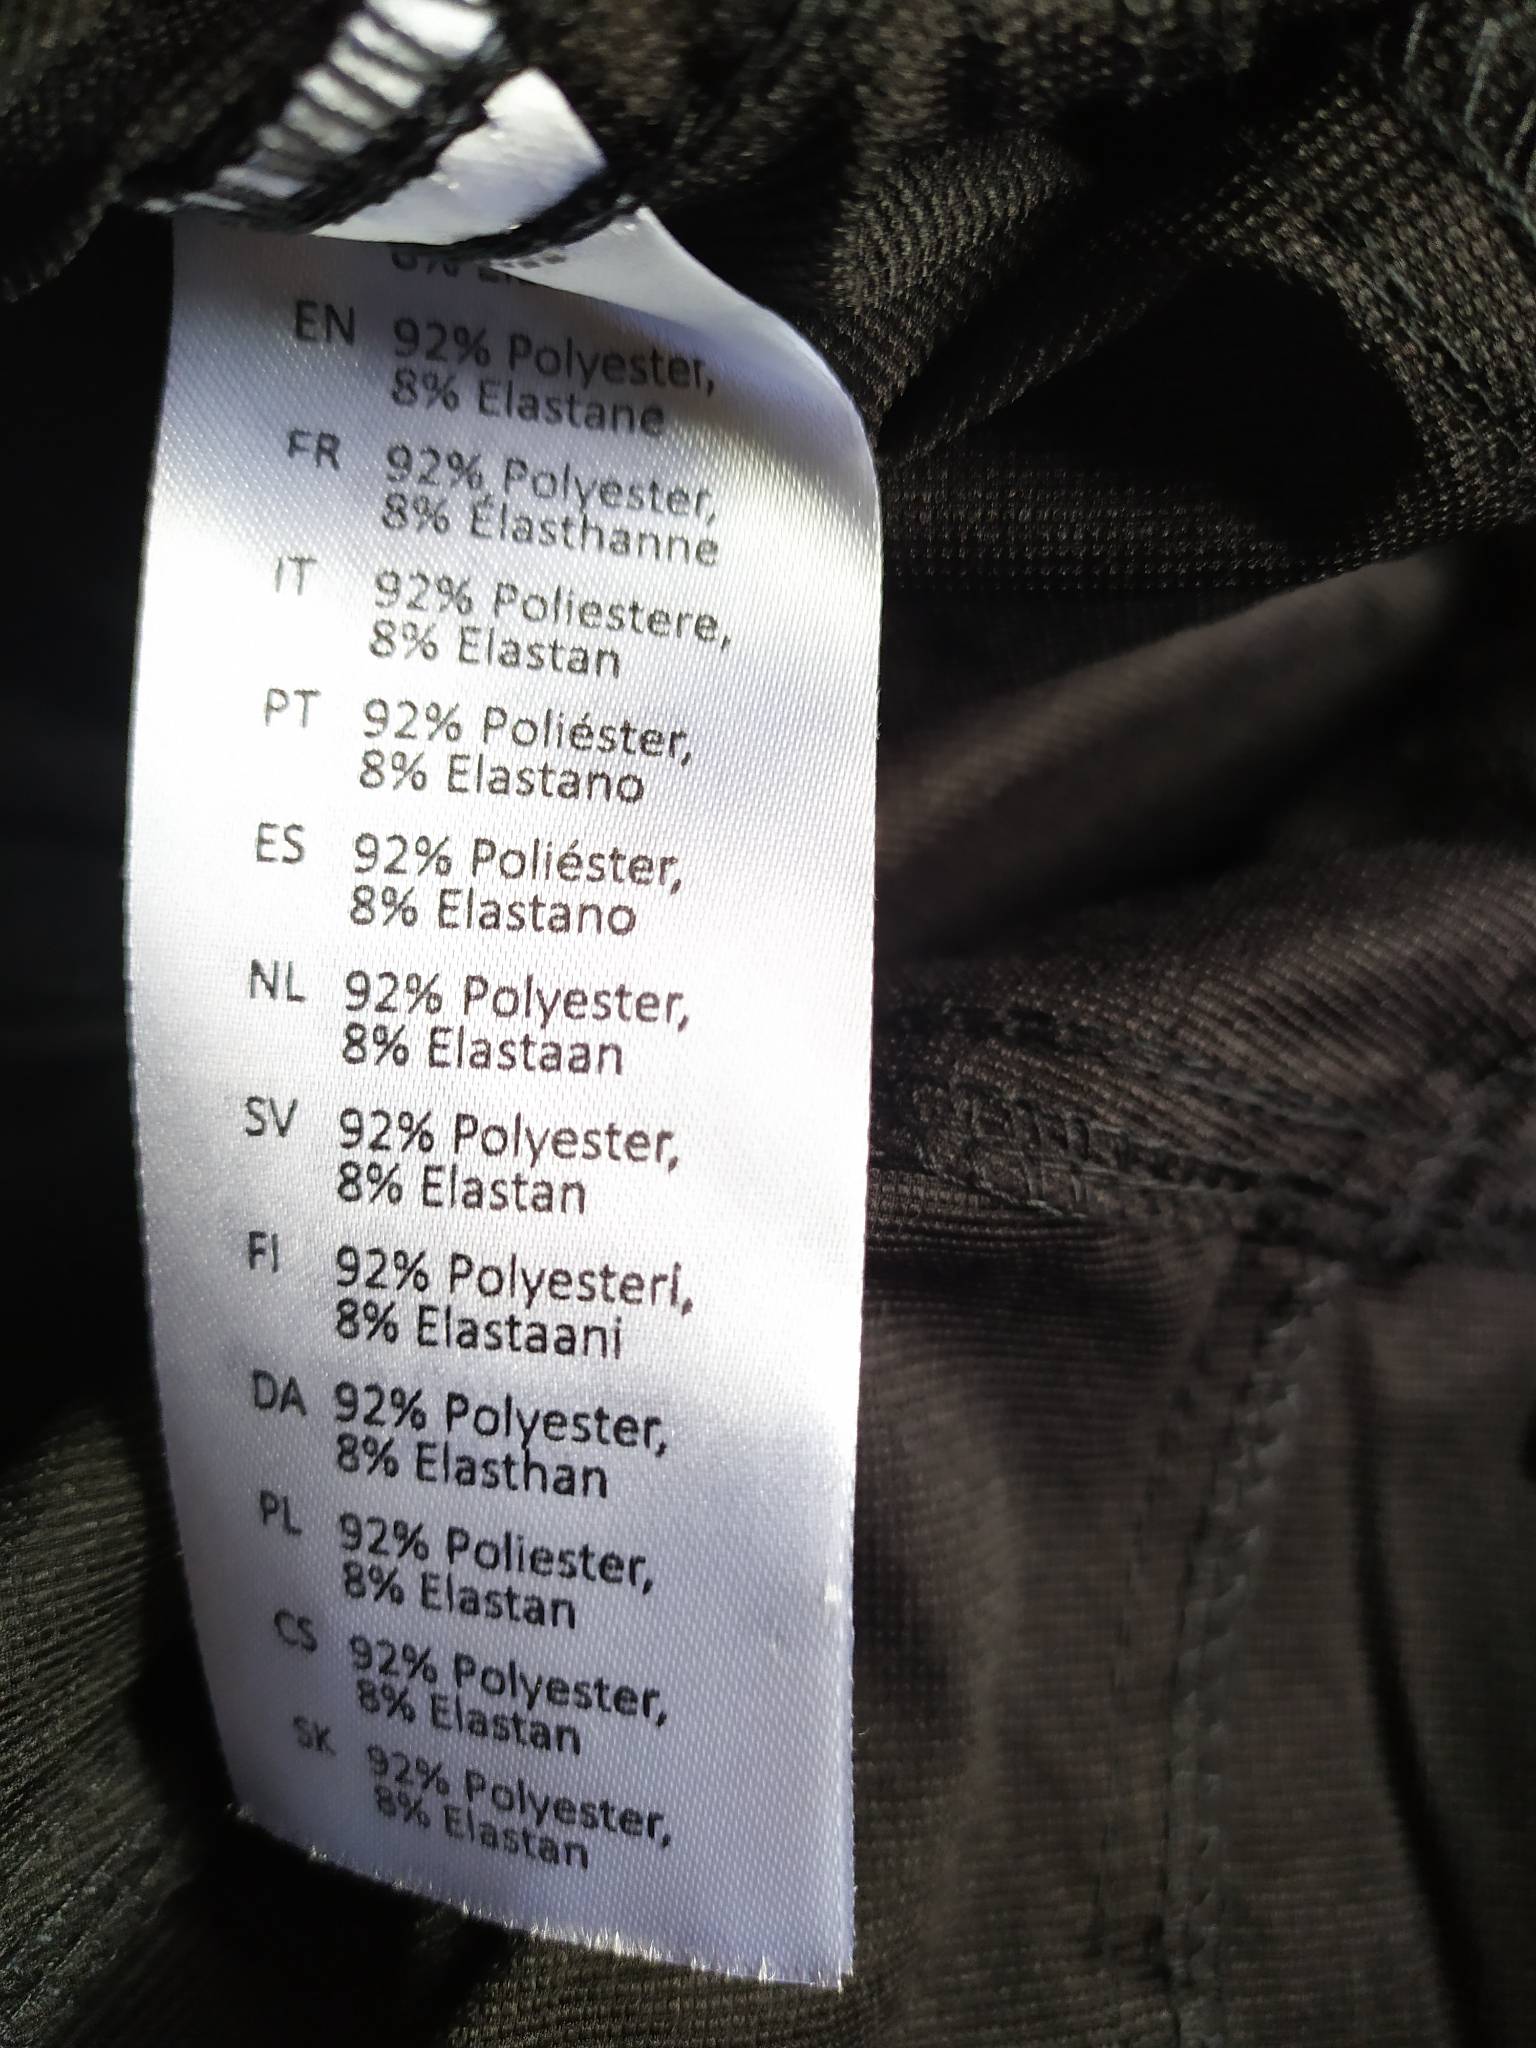 EN 92% Polyester,
8% Elastane
FR 92% Polyester,
8% Élasthanne
IT 92% Poliestere,
8% Elastan
PT 92% Poliéster,
8% Elastano
ES 92% Poliéster,
8% Elastano
NL 92% Polyester,
8% Elastaan
SV 92% Polyester,
8% Elastan
FI 92% Polyesteri,
8% Elastaani
DA 92% Polyester,
8% Elasthan
PL 92% Poliester,
8% Elastan
CS 92% Polyester,
8% Elastan
SK 92% Polyester,
8% Elastan